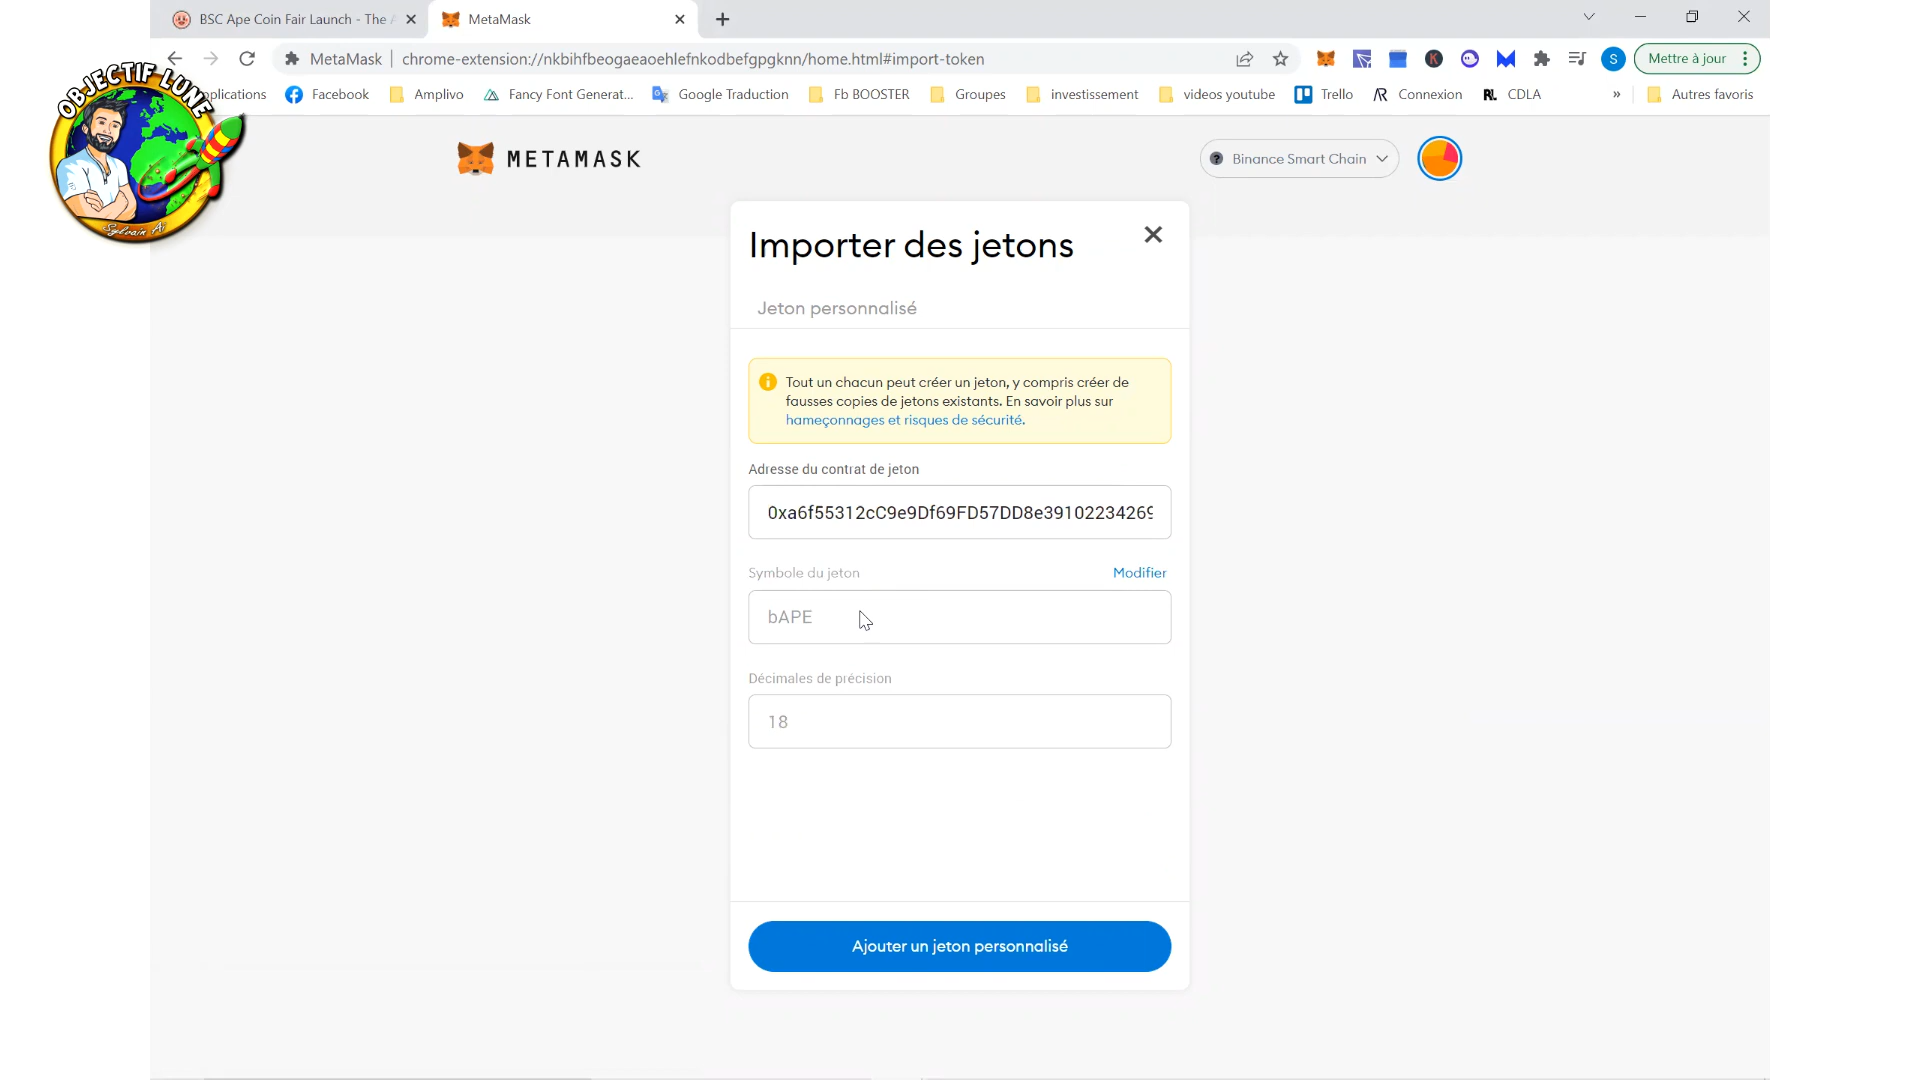 BSC Ape Coin Fair Launch - The A
MetaMask
MetaMask
chrome-extension://nkbihfbeogaeaoehlefnkodbefgpgknn/home.html#import-token
S
Mettre à jour
OBJECTIF LUNE
Sylvain Ai
plications
Facebook
Amplivo
Fancy Font Generat...
Google Traduction
Fb BOOSTER
Groupes
investissement
videos youtube
Trello
Connexion
CDLA
»
Autres favoris
METAMASK
Binance Smart Chain
Importer des jetons
Jeton personnalisé
Tout un chacun peut créer un jeton, y compris créer de
fausses copies de jetons existants. En savoir plus sur
hameçonnages et risques de sécurité.
Adresse du contrat de jeton
0xa6f55312cC9e9Df69FD57DD8e39102234269
Symbole du jeton
Modifier
bAPE
Décimales de précision
18
Ajouter un jeton personnalisé